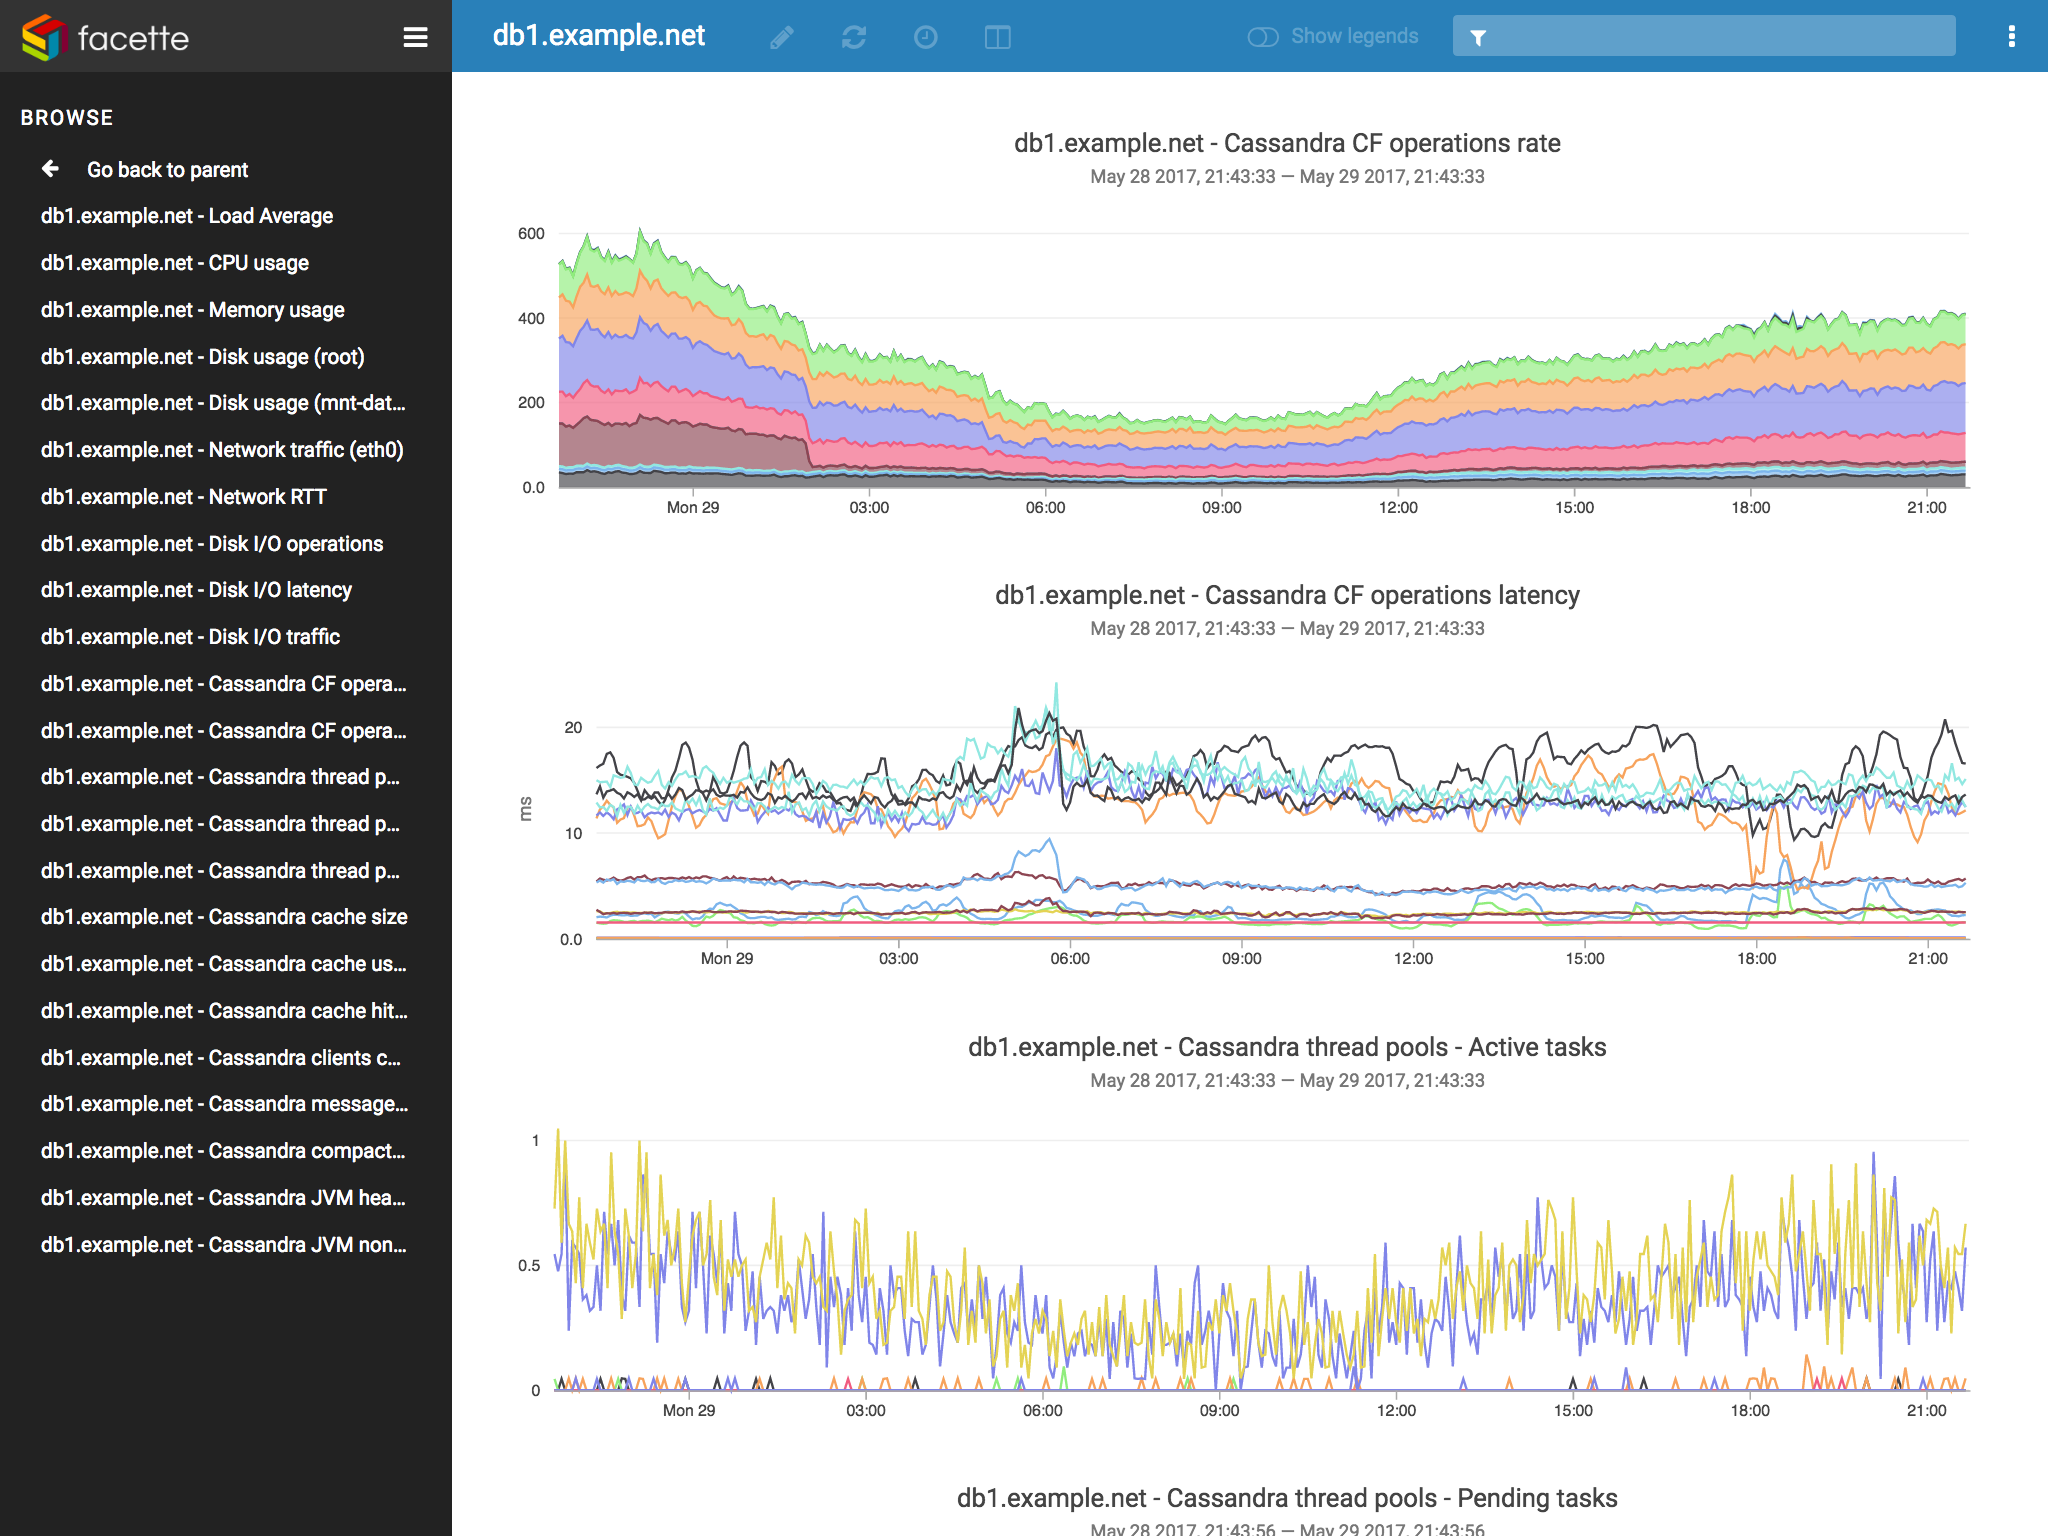 facette
db1.example.net
Show legends
BROWSE
Go back to parent
db1.example.net - Load Average
db1.example.net - CPU usage
db1.example.net - Memory usage
db1.example.net - Disk usage (root)
db1.example.net - Disk usage (mnt-dat...
db1.example.net - Network traffic (eth0)
db1.example.net - Network RTT
db1.example.net - Disk I/O operations
db1.example.net - Disk I/O latency
db1.example.net - Disk I/O traffic
db1.example.net - Cassandra CF opera...
db1.example.net - Cassandra CF opera...
db1.example.net - Cassandra thread p...
db1.example.net - Cassandra thread p...
db1.example.net - Cassandra thread p...
db1.example.net - Cassandra cache size
db1.example.net - Cassandra cache us...
db1.example.net - Cassandra cache hit...
db1.example.net - Cassandra clients c...
db1.example.net - Cassandra message...
db1.example.net - Cassandra compact...
db1.example.net - Cassandra JVM hea...
db1.example.net - Cassandra JVM non...
db1.example.net - Cassandra CF operations rate
May 28 2017, 21:43:33 — May 29 2017, 21:43:33
600
400
200
0.0
Mon 29 03:00 06:00 09:00 12:00 15:00 18:00 21:00
db1.example.net - Cassandra CF operations latency
May 28 2017, 21:43:33 — May 29 2017, 21:43:33
20
ms
10
0.0
Mon 29 03:00 06:00 09:00 12:00 15:00 18:00 21:00
db1.example.net - Cassandra thread pools - Active tasks
May 28 2017, 21:43:33 — May 29 2017, 21:43:33
1
0.5
0
Mon 29 03:00 06:00 09:00 12:00 15:00 18:00 21:00
db1.example.net - Cassandra thread pools - Pending tasks
May 28 2017, 21:43:56 — May 29 2017, 21:43:56